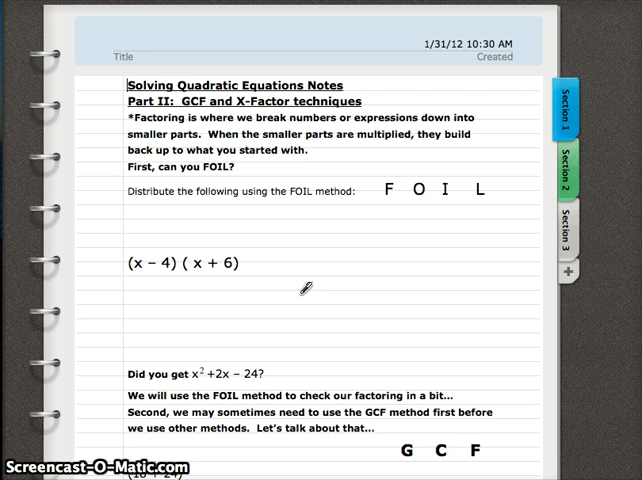 1/31/12 10:30 AM
Title
Created
Solving Quadratic Equations Notes
Part II: GCF and X-Factor techniques
*Factoring is where we break numbers or expressions down into
smaller parts. When the smaller parts are multiplied, they build
back up to what you started with.
First, can you FOIL?
Distribute the following using the FOIL method: F O I L
(x – 4) ( x + 6)
Did you get x² +2x – 24?
We will use the FOIL method to check our factoring in a bit...
Second, we may sometimes need to use the GCF method first before
we use other methods. Let's talk about that...
G C F
Section 1
Section 2
Section 3
+
Screencast-O-Matic.com